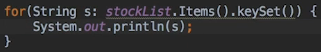 for(String s: stockList.Items().keySet()) {
System.out.println(s);
}